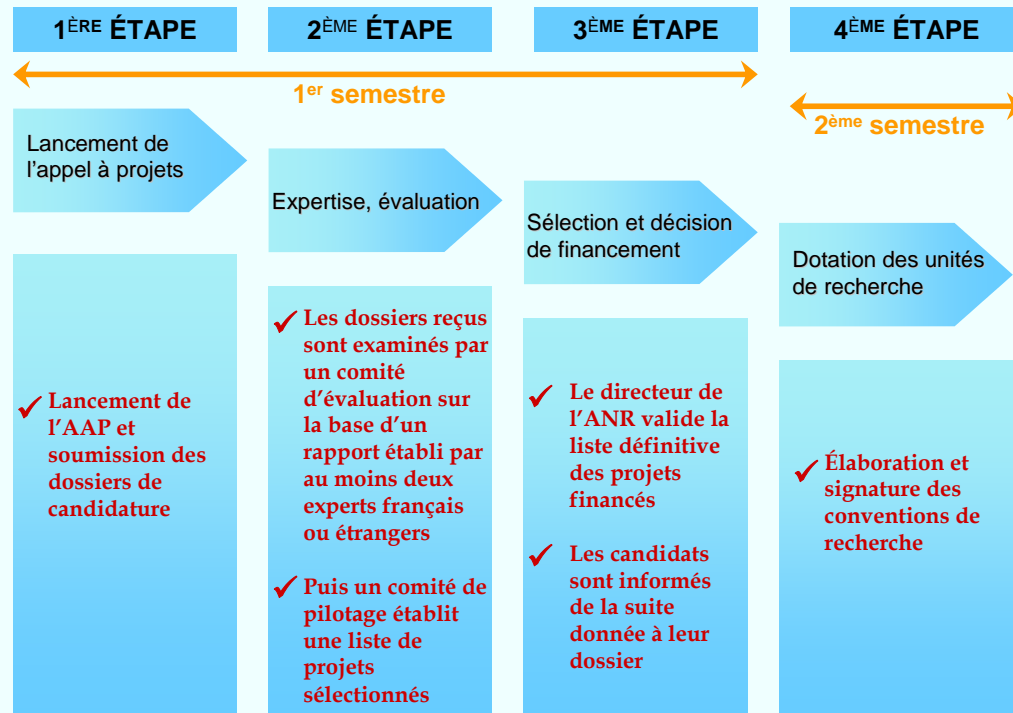 1ÈRE ÉTAPE
2ÈME ÉTAPE
3ÈME ÉTAPE
4ÈME ÉTAPE
1er semestre
2ème semestre
Lancement de
l’appel à projets
Expertise, évaluation
Sélection et décision
de financement
Dotation des unités
de recherche
✓ Lancement de
l’AAP et
soumission des
dossiers de
candidature
✓ Les dossiers reçus
sont examinés par
un comité
d’évaluation sur
la base d’un
rapport établi par
au moins deux
experts français
ou étrangers
✓ Puis un comité de
pilotage établit
une liste de
projets
sélectionnés
✓ Le directeur de
l’ANR valide la
liste définitive
des projets
financés
✓ Les candidats
sont informés
de la suite
donnée à leur
dossier
✓ Élaboration et
signature des
conventions de
recherche